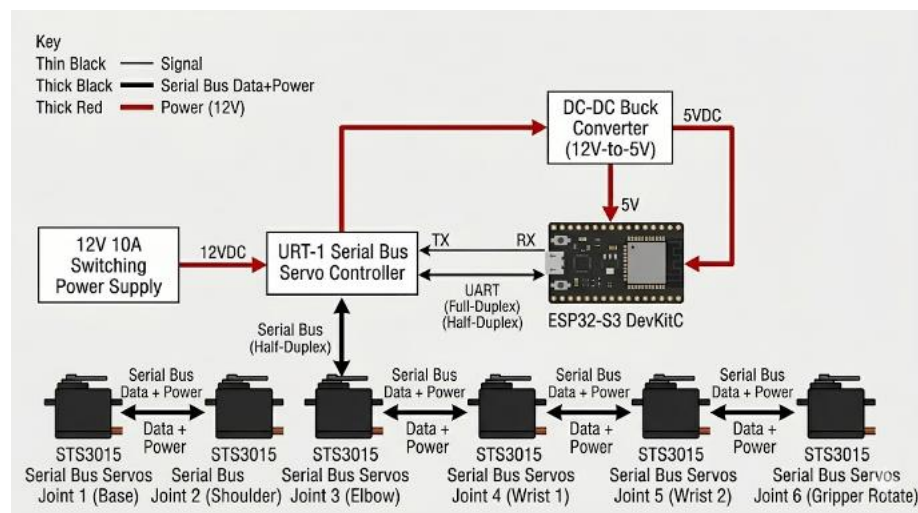 Key
Thin Black — Signal
Thick Black — Serial Bus Data+Power
Thick Red — Power (12V)
DC-DC Buck
Converter
(12V-to-5V)
5VDC
5V
12V 10A
Switching
Power Supply
12VDC
URT-1 Serial Bus
Servo Controller
TX
RX
UART
(Full-Duplex)
(Half-Duplex)
ESP32-S3 DevKitC
Serial Bus
(Half-Duplex)
Serial Bus
Data + Power
Data +
Power
Serial Bus
Data + Power
Data +
Power
Serial Bus
Data + Power
Data +
Power
Serial Bus
Data + Power
Data +
Power
STS3015
Serial Bus Servos
Joint 1 (Base)
STS3015
Serial Bus
Joint 2 (Shoulder)
STS3015
Serial Bus Servos
Joint 3 (Elbow)
STS3015
Serial Bus Servos
Joint 4 (Wrist 1)
STS3015
Serial Bus Servos
Joint 5 (Wrist 2)
STS3015
Serial Bus Servos
Joint 6 (Gripper Rotate)